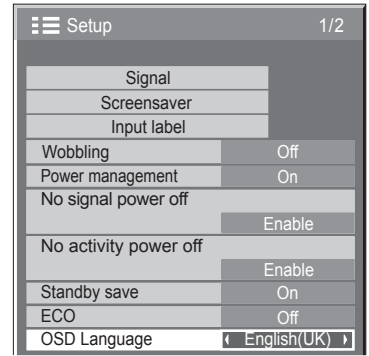 Setup 1/2
Signal
Screensaver
Input label
Wobbling Off
Power management On
No signal power off
Enable
No activity power off
Enable
Standby save On
ECO Off
OSD Language English(UK)